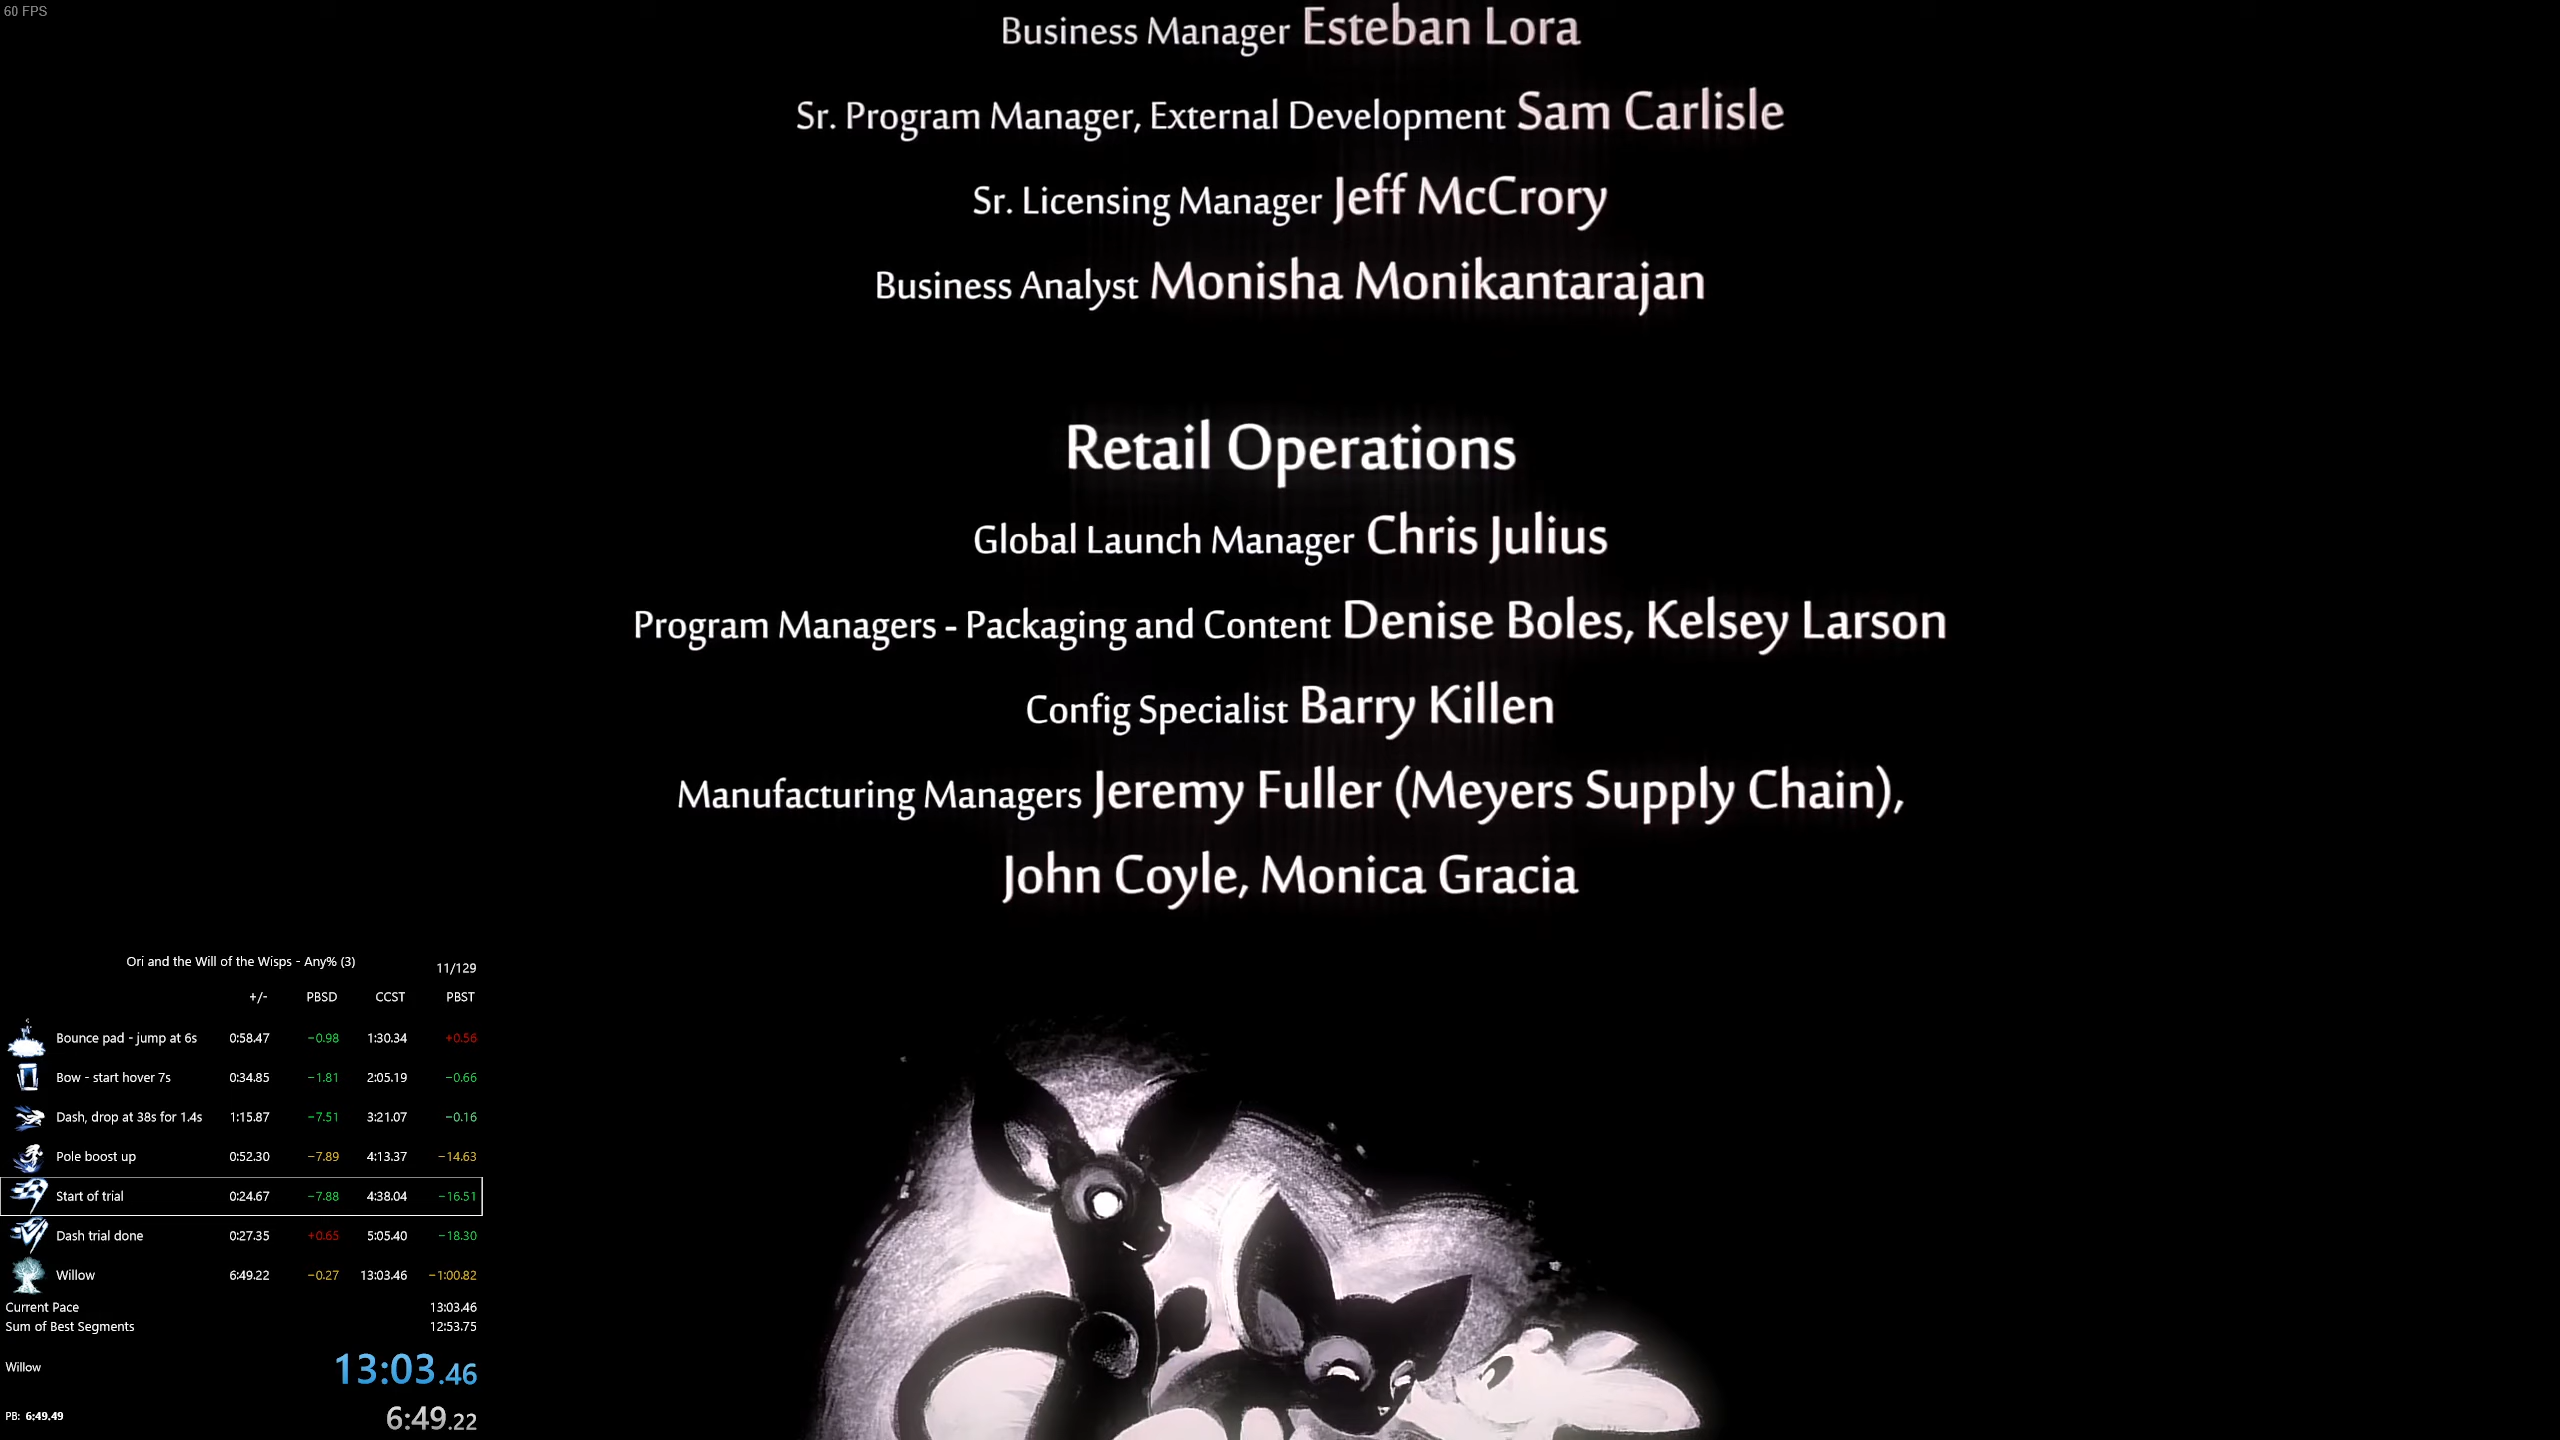 60 FPS
Business Manager Esteban Lora
Sr. Program Manager, External Development Sam Carlisle
Sr. Licensing Manager Jeff McCrory
Business Analyst Monisha Monikantarajan
Retail Operations
Global Launch Manager Chris Julius
Program Managers - Packaging and Content Denise Boles, Kelsey Larson
Config Specialist Barry Killen
Manufacturing Managers Jeremy Fuller (Meyers Supply Chain),
John Coyle, Monica Gracia
Ori and the Will of the Wisps - Any% (3)
11/129
+/- PBSD CCST PBST
Bounce pad - jump at 6s 0:58.47 −0.98 1:30.34 +0.56
Bow - start hover 7s 0:34.85 −1.81 2:05.19 −0.66
Dash, drop at 38s for 1.4s 1:15.87 −7.51 3:21.07 −0.16
Pole boost up 0:52.30 −7.89 4:13.37 −14.63
Start of trial 0:24.67 −7.88 4:38.04 −16.51
Dash trial done 0:27.35 +0.65 5:05.40 −18.30
Willow 6:49.22 −0.27 13:03.46 −1:00.82
Current Pace 13:03.46
Sum of Best Segments 12:53.75
Willow 13:03.46
PB: 6:49.49 6:49.22